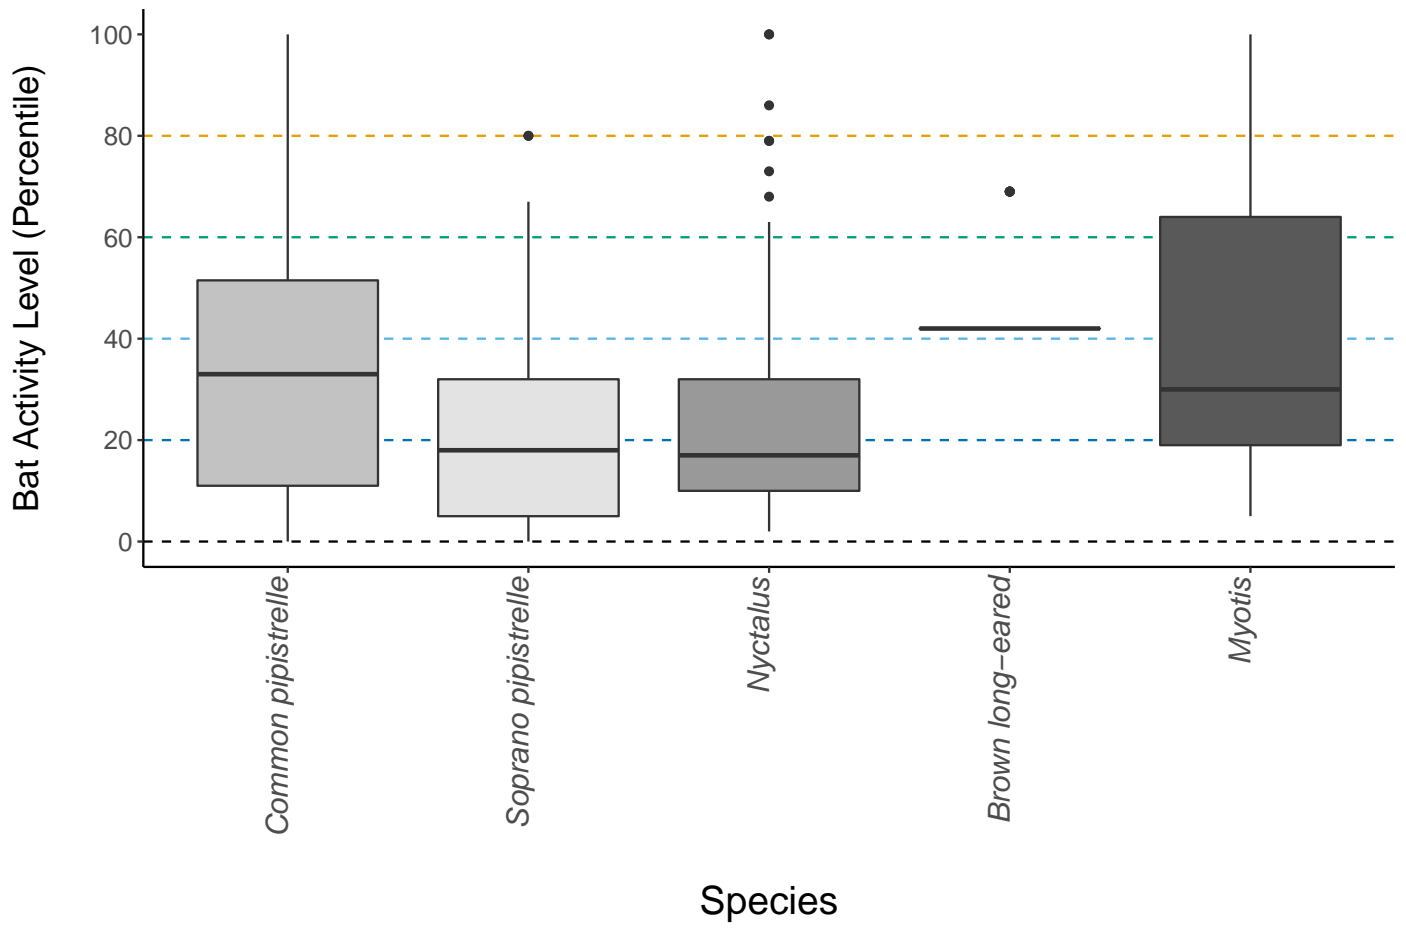 Bat Activity Level (Percentile)
100
80
60
40
20
0
Common pipistrelle
Soprano pipistrelle
Nyctalus
Brown long−eared
Myotis
Species